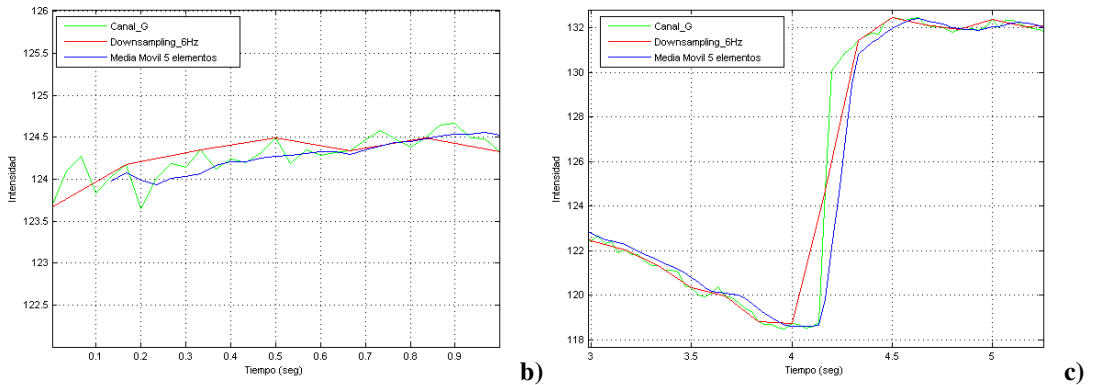 126
125.5
125
124.5
124
123.5
123
122.5
Intensidad
Canal_G
Downsampling_6Hz
Media Movil 5 elementos
0.1 0.2 0.3 0.4 0.5 0.6 0.7 0.8 0.9
Tiempo (seg)
b)
132
130
128
126
124
122
120
118
Intensidad
Canal_G
Downsampling_6Hz
Media Movil 5 elementos
3 3.5 4 4.5 5
Tiempo (seg)
c)